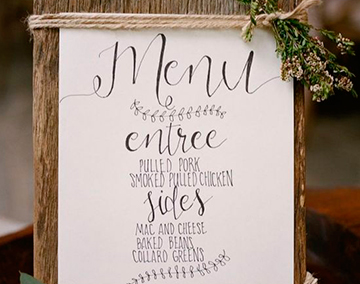 Menu
entree
PULLED PORK
SMOKED PULLED CHICKEN
sides
MAC AND CHEESE
BAKED BEANS
COLLARD GREENS